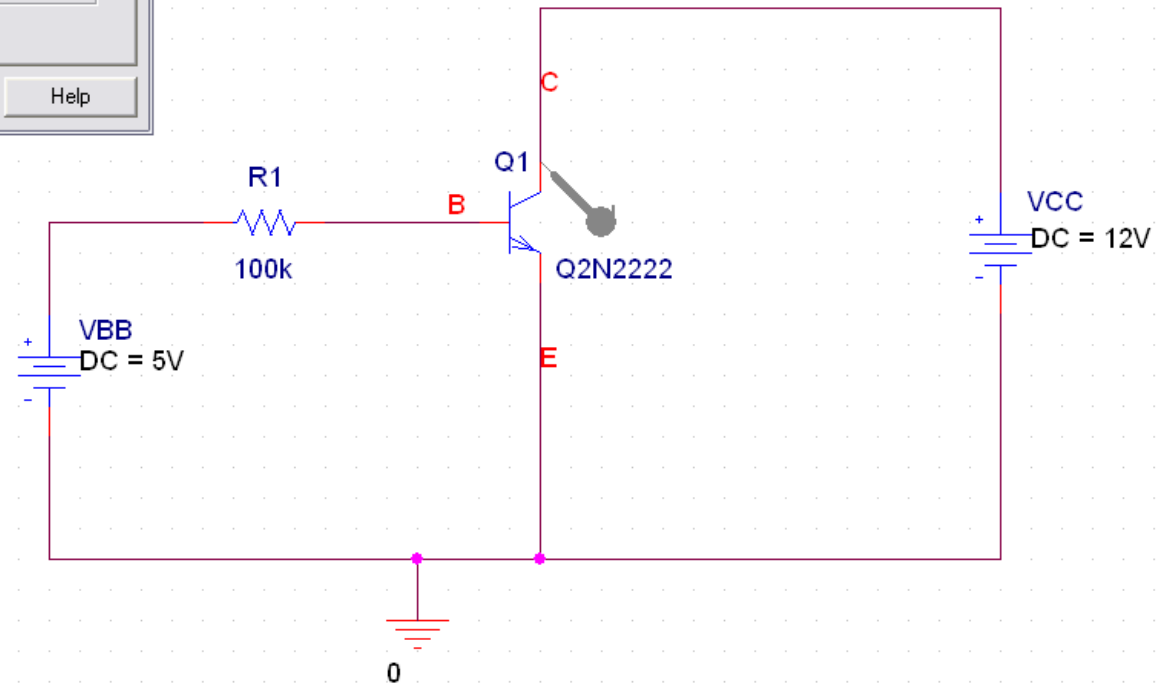 Help
C
Q1
R1
B
100k
Q2N2222
VCC
+
DC = 12V
-
VBB
+
DC = 5V
-
E
0